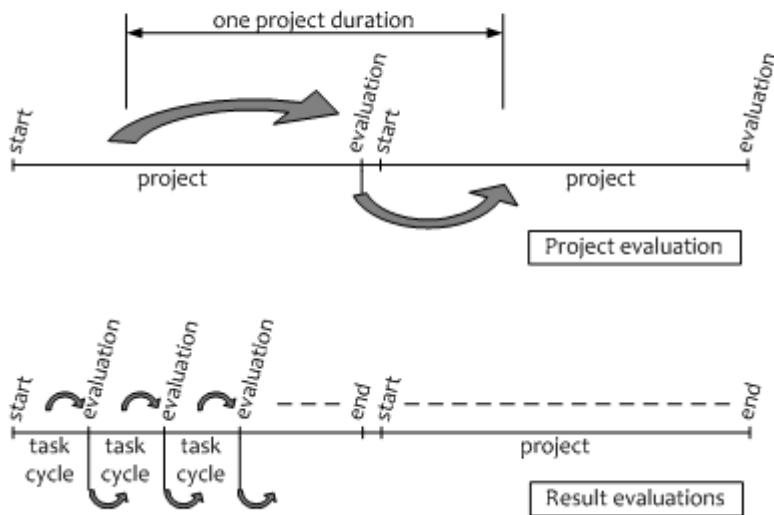 one project duration
start
evaluation
start
evaluation
project
project
Project evaluation
start
evaluation
evaluation
evaluation
end
start
end
task
cycle
task
cycle
task
cycle
project
Result evaluations